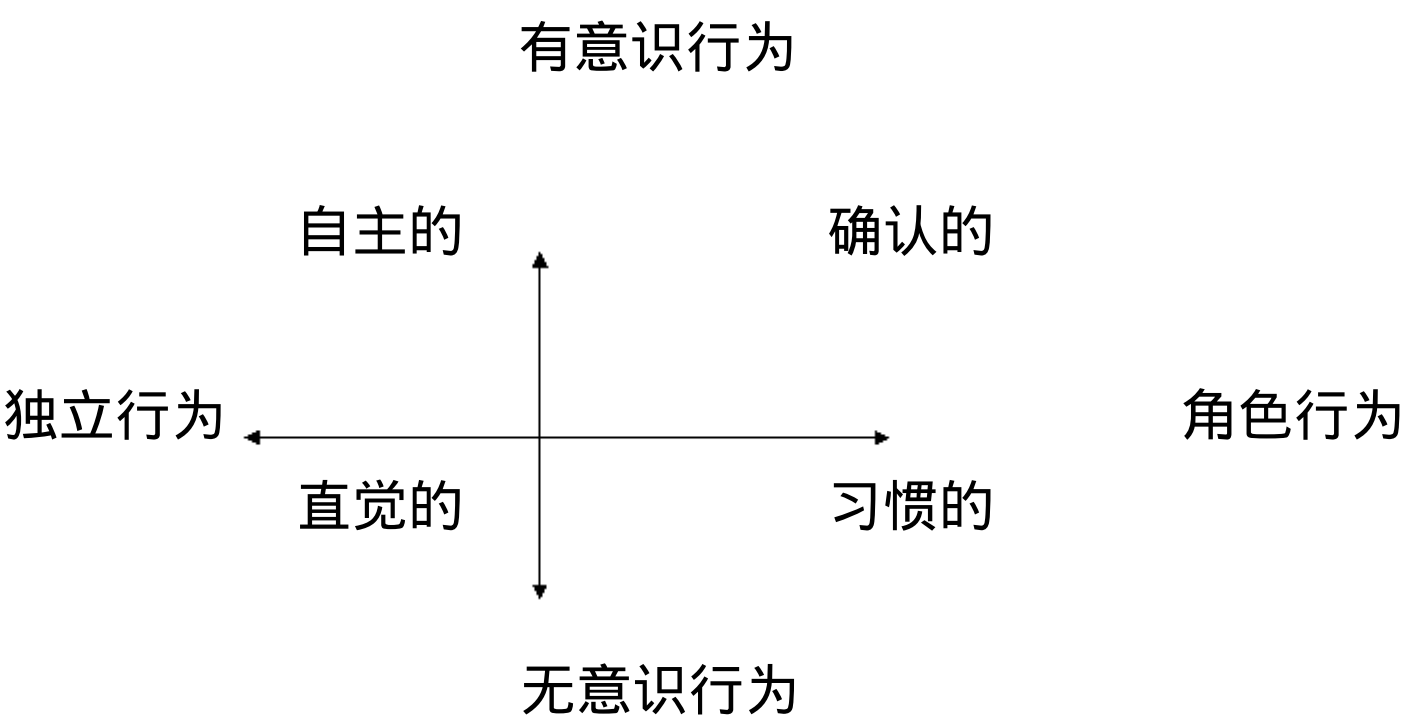 有意识行为
自主的 确认的
独立行为 角色行为
直觉的 习惯的
无意识行为